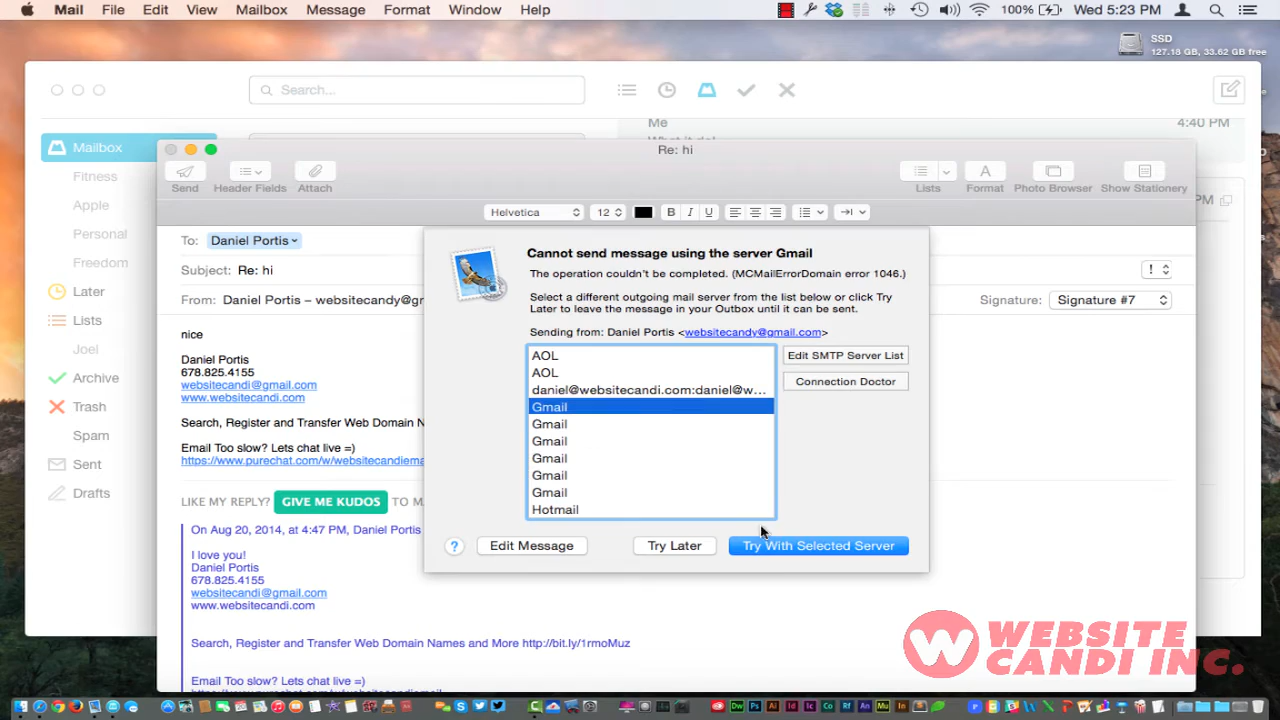 Mail File Edit View Mailbox Message Format Window Help
100% Wed 5:23 PM
SSD
127.18 GB, 33.62 GB free
Search...
Me 4:40 PM
Mailbox
Fitness
Apple
Personal
Freedom
Later
Lists
Joel
Archive
Trash
Spam
Sent
Drafts
PM
Re: hi
Send Header Fields Attach Lists Format Photo Browser Show Stationery
Helvetica 12 B I U
To: Daniel Portis
Subject: Re: hi
!
From: Daniel Portis – websitecandy@gr
Signature: Signature #7
nice
Daniel Portis
678.825.4155
websitecandi@gmail.com
www.websitecandi.com
Search, Register and Transfer Web Domain N
Email Too slow? Lets chat live =)
https://www.purechat.com/w/websitecandiema
LIKE MY REPLY? GIVE ME KUDOS TO M
On Aug 20, 2014, at 4:47 PM, Daniel Portis
I love you!
Daniel Portis
678-825-4155
websitecandi@gmail.com
www.websitecandi.com
Search, Register and Transfer Web Domain Names and More http://bit.ly/1rmoMuz
Email Too slow? Lets chat live =)
Cannot send message using the server Gmail
The operation couldn't be completed. (MCMailErrorDomain error 1046.)
Select a different outgoing mail server from the list below or click Try
Later to leave the message in your Outbox until it can be sent.
Sending from: Daniel Portis <websitecandy@gmail.com>
AOL
AOL
daniel@websitecandi.com:daniel@w...
Gmail
Gmail
Gmail
Gmail
Gmail
Gmail
Hotmail
Edit SMTP Server List
Connection Doctor
? Edit Message Try Later Try With Selected Server
WEBSITE
CANDI INC.